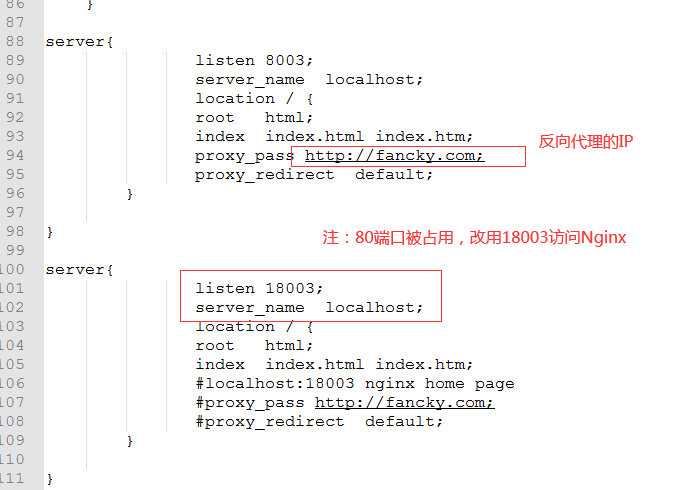 86 }
87
88 server{
89 listen 8003;
90 server_name localhost;
91 location / {
92 root html;
93 index index.html index.htm;
反向代理的IP
94 proxy_pass http://fancky.com;
95 proxy_redirect default;
96 }
97
注：80端口被占用，改用18003访问Nginx
98 }
99
100 server{
101 listen 18003;
102 server_name localhost;
103 location / {
104 root html;
105 index index.html index.htm;
106 #localhost:18003 nginx home page
107 #proxy_pass http://fancky.com;
108 #proxy_redirect default;
109 }
110
111 }